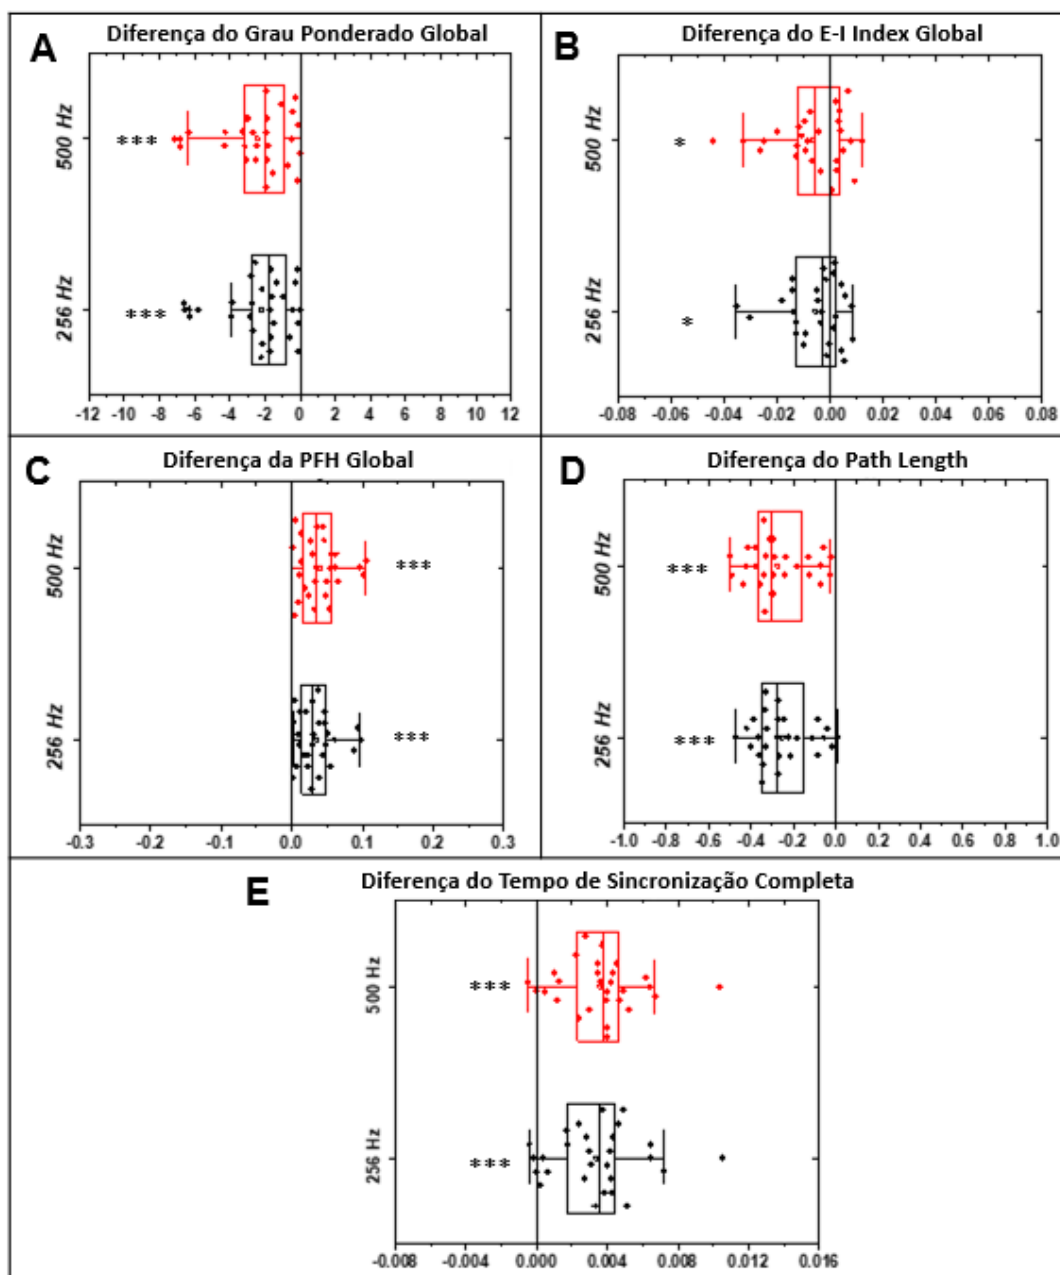 A
Diferença do Grau Ponderado Global
500 Hz
***
256 Hz
***
-12 -10 -8 -6 -4 -2 0 2 4 6 8 10 12
B
Diferença do E-I Index Global
500 Hz
*
256 Hz
*
-0.08 -0.06 -0.04 -0.02 0.00 0.02 0.04 0.06 0.08
C
Diferença da PFH Global
500 Hz
***
256 Hz
***
-0.3 -0.2 -0.1 0.0 0.1 0.2 0.3
D
Diferença do Path Length
500 Hz
***
256 Hz
***
-1.0 -0.8 -0.6 -0.4 -0.2 0.0 0.2 0.4 0.6 0.8 1.0
E
Diferença do Tempo de Sincronização Completa
500 Hz
***
256 Hz
***
-0.008 -0.004 0.000 0.004 0.008 0.012 0.016